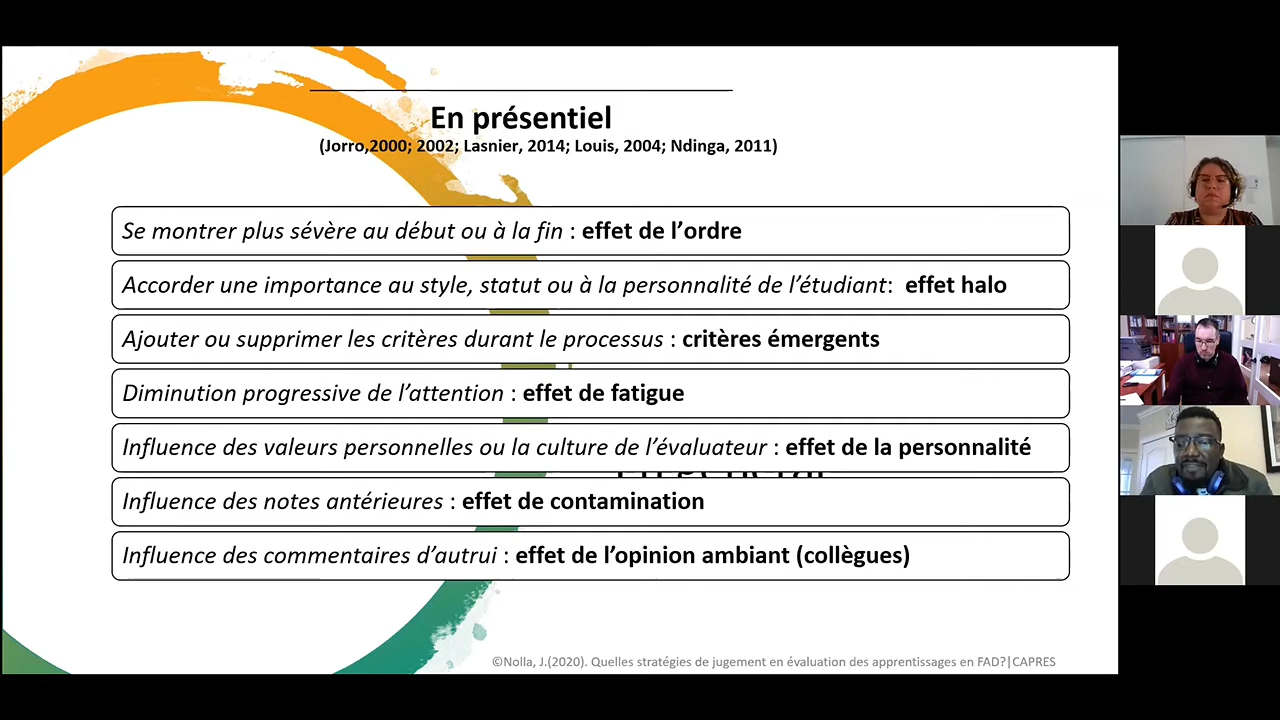 En présentiel
(Jorro,2000; 2002; Lasnier, 2014; Louis, 2004; Ndinga, 2011)
Se montrer plus sévère au début ou à la fin : effet de l’ordre
Accorder une importance au style, statut ou à la personnalité de l’étudiant: effet halo
Ajouter ou supprimer les critères durant le processus : critères émergents
Diminution progressive de l’attention : effet de fatigue
Influence des valeurs personnelles ou la culture de l’évaluateur : effet de la personnalité
Influence des notes antérieures : effet de contamination
Influence des commentaires d’autrui : effet de l’opinion ambiant (collègues)
©Nolla, J.(2020). Quelles stratégies de jugement en évaluation des apprentissages en FAD?|CAPRES